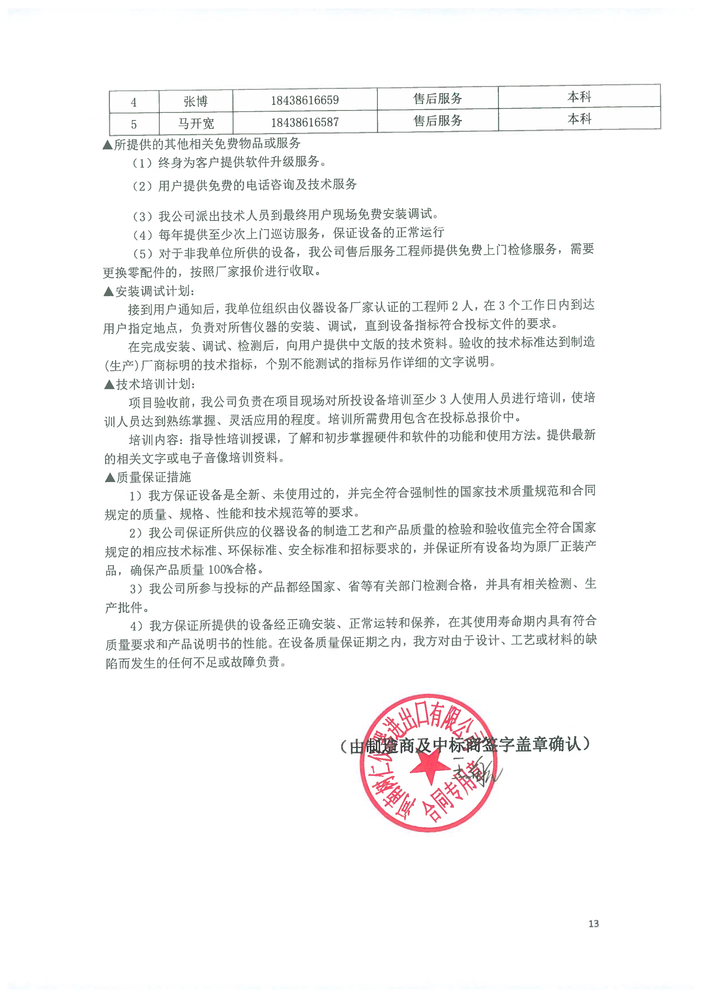 4 张博 18438616659 售后服务 本科
5 马开宽 18438616587 售后服务 本科
▲所提供的其他相关免费物品或服务
（1）终身为客户提供软件升级服务。
（2）用户提供免费的电话咨询及技术服务
（3）我公司派出技术人员到最终用户现场免费安装调试。
（4）每年提供至少次上门巡访服务，保证设备的正常运行
（5）对于非我单位所供的设备，我公司售后服务工程师提供免费上门检修服务，需要
更换零配件的，按照厂家报价进行收取。
▲安装调试计划：
接到用户通知后，我单位组织由仪器设备厂家认证的工程师 2 人，在 3 个工作日内到达
用户指定地点，负责对所售仪器的安装、调试，直到设备指标符合投标文件的要求。
在完成安装、调试、检测后，向用户提供中文版的技术资料。验收的技术标准达到制造
(生产)厂商标明的技术指标，个别不能测试的指标另作详细的文字说明。
▲技术培训计划：
项目验收前，我公司负责在项目现场对所投设备培训至少 3 人使用人员进行培训，使培
训人员达到熟练掌握、灵活应用的程度。培训所需费用包含在投标总报价中。
培训内容：指导性培训授课，了解和初步掌握硬件和软件的功能和使用方法。提供最新
的相关文字或电子音像培训资料。
▲质量保证措施
1）我方保证设备是全新、未使用过的，并完全符合强制性的国家技术质量规范和合同
规定的质量、规格、性能和技术规范等的要求。
2）我公司保证所供应的仪器设备的制造工艺和产品质量的检验和验收值完全符合国家
规定的相应技术标准、环保标准、安全标准和招标要求的，并保证所有设备均为原厂正装产
品，确保产品质量 100%合格。
3）我公司所参与投标的产品都经国家、省等有关部门检测合格，并具有相关检测、生
产批件。
4）我方保证所提供的设备经正确安装、正常运转和保养，在其使用寿命期内具有符合
质量要求和产品说明书的性能。在设备质量保证期之内，我方对由于设计、工艺或材料的缺
陷而发生的任何不足或故障负责。
（由制造商及中标商签字盖章确认）
仁仪器进出口有限公司
合同专用章
13